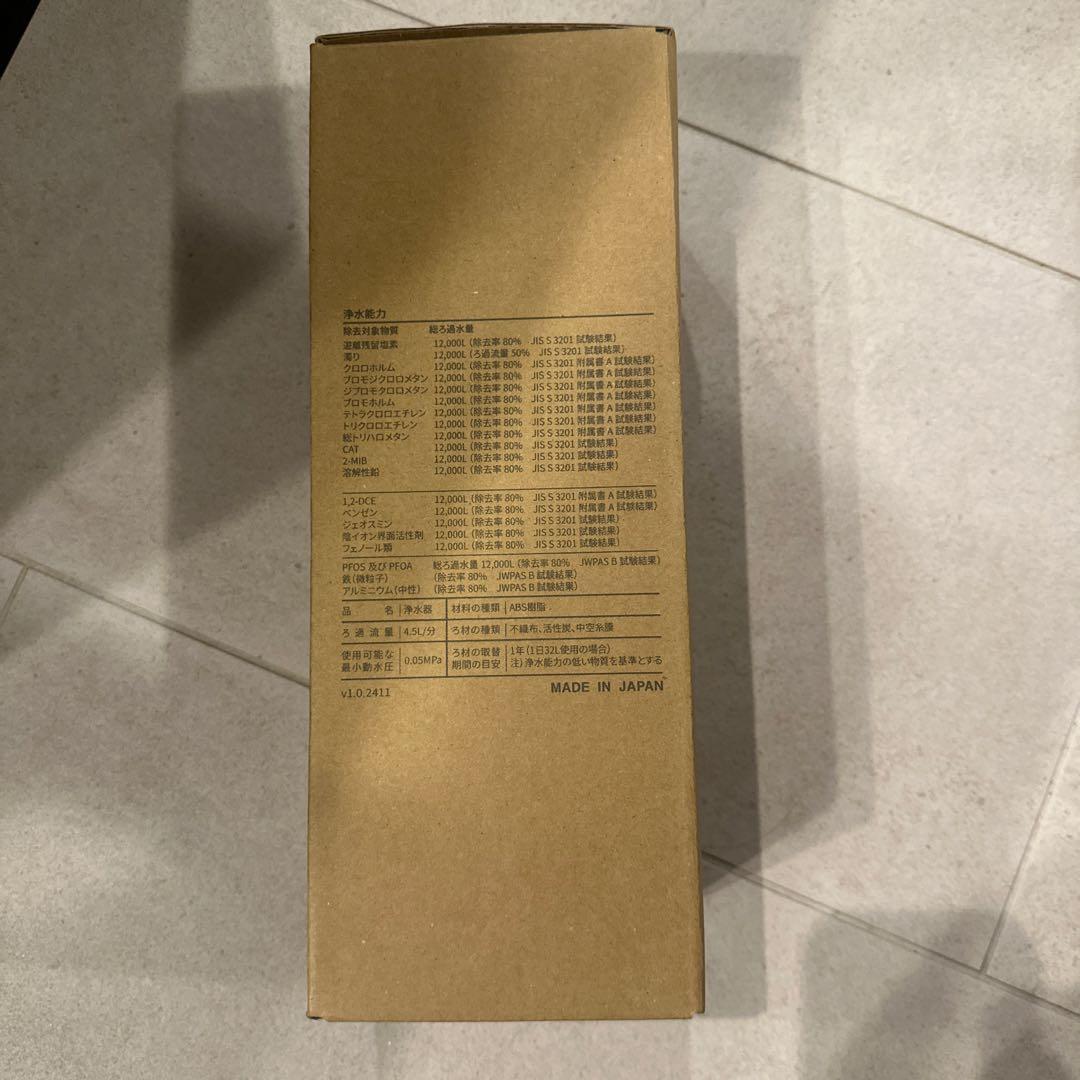 浄水能力
除去対象物質 総ろ過水量
遊離残留塩素 12,000L (除去率 80% JIS S 3201 試験結果)
濁り 12,000L (ろ過流量 50% JIS S 3201 試験結果)
クロロホルム 12,000L (除去率 80% JIS S 3201 附属書 A 試験結果)
ブロモジクロロメタン 12,000L (除去率 80% JIS S 3201 附属書 A 試験結果)
ジブロモクロロメタン 12,000L (除去率 80% JIS S 3201 附属書 A 試験結果)
ブロモホルム 12,000L (除去率 80% JIS S 3201 附属書 A 試験結果)
テトラクロロエチレン 12,000L (除去率 80% JIS S 3201 附属書 A 試験結果)
トリクロロエチレン 12,000L (除去率 80% JIS S 3201 附属書 A 試験結果)
総トリハロメタン 12,000L (除去率 80% JIS S 3201 附属書 A 試験結果)
CAT 12,000L (除去率 80% JIS S 3201 試験結果)
2-MIB 12,000L (除去率 80% JIS S 3201 試験結果)
溶解性鉛 12,000L (除去率 80% JIS S 3201 試験結果)
1,2-DCE 12,000L (除去率 80% JIS S 3201 附属書 A 試験結果)
ベンゼン 12,000L (除去率 80% JIS S 3201 附属書 A 試験結果)
ジェオスミン 12,000L (除去率 80% JIS S 3201 試験結果)
陰イオン界面活性剤 12,000L (除去率 80% JIS S 3201 試験結果)
フェノール類 12,000L (除去率 80% JIS S 3201 試験結果)
PFOS 及び PFOA 総ろ過水量 12,000L (除去率 80% JWPAS B 試験結果)
鉄(微粒子) (除去率 80% JWPAS B 試験結果)
アルミニウム(中性) (除去率 80% JWPAS B 試験結果)
品名 浄水器 材料の種類 ABS樹脂
ろ過流量 4.5L/分 ろ材の種類 不織布、活性炭、中空糸膜
使用可能な最小動水圧 0.05MPa ろ材の取替期間の目安 1年(1日32L使用の場合)
注)浄水能力の低い物質を基準とする
v1.0.2411 MADE IN JAPAN